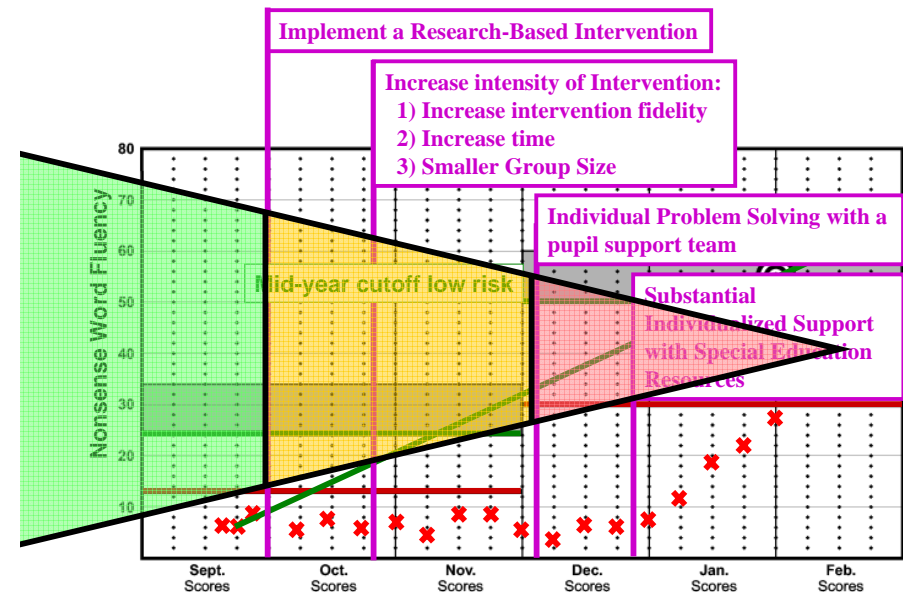 Implement a Research-Based Intervention
Increase intensity of Intervention:
1) Increase intervention fidelity
2) Increase time
3) Smaller Group Size
Individual Problem Solving with a
pupil support team
Substantial
Individualized Support
with Special Education
Resources
Mid-year cutoff low risk
Nonsense Word Fluency
80
70
60
50
40
30
20
10
Sept.
Scores
Oct.
Scores
Nov.
Scores
Dec.
Scores
Jan.
Scores
Feb.
Scores